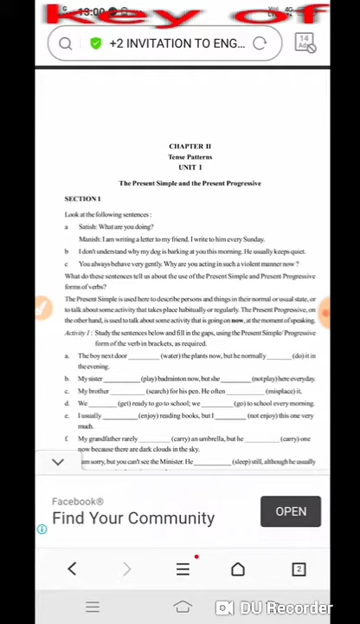 key of
13:00
+2 INVITATION TO ENG...
14
CHAPTER II
Tense Patterns
UNIT 1
The Present Simple and the Present Progressive
SECTION 1
Look at the following sentences :
a Satish: What are you doing?
Manish: I am writing a letter to my friend. I write to him every Sunday.
b I don't understand why my dog is barking at you this morning. He usually keeps quiet.
c You always behave very gently. Why are you acting in such a violent manner now?
What do these sentences tell us about the use of the Present Simple and Present Progressive
forms of verbs?
The Present Simple is used here to describe persons and things in their normal or usual state, or
to talk about some activity that takes place habitually or regularly. The Present Progressive, on
the other hand, is used to talk about some activity that is going on now, at the moment of speaking.
Activity 1: Study the sentences below and fill in the gaps, using the Present Simple/ Progressive
form of the verb in brackets, as required.
a. The boy next door ________ (water) the plants now, but he normally ________ (do) it in
the evening.
b. My sister ________ (play) badminton now, but she ________ (not play) here everyday.
c. My brother ________ (search) for his pen. He often ________ (misplace) it.
d. We ________ (get) ready to go to school; we ________ (go) to school every morning.
e. I usually ________ (enjoy) reading books, but I ________ (not enjoy) this one very
much.
f. My grandfather rarely ________ (carry) an umbrella, but he ________ (carry) one
now because there are dark clouds in the sky.
am sorry, but you can't see the Minister. He ________ (sleep) still, although he usually
Facebook®
Find Your Community
OPEN
2
DU Recorder